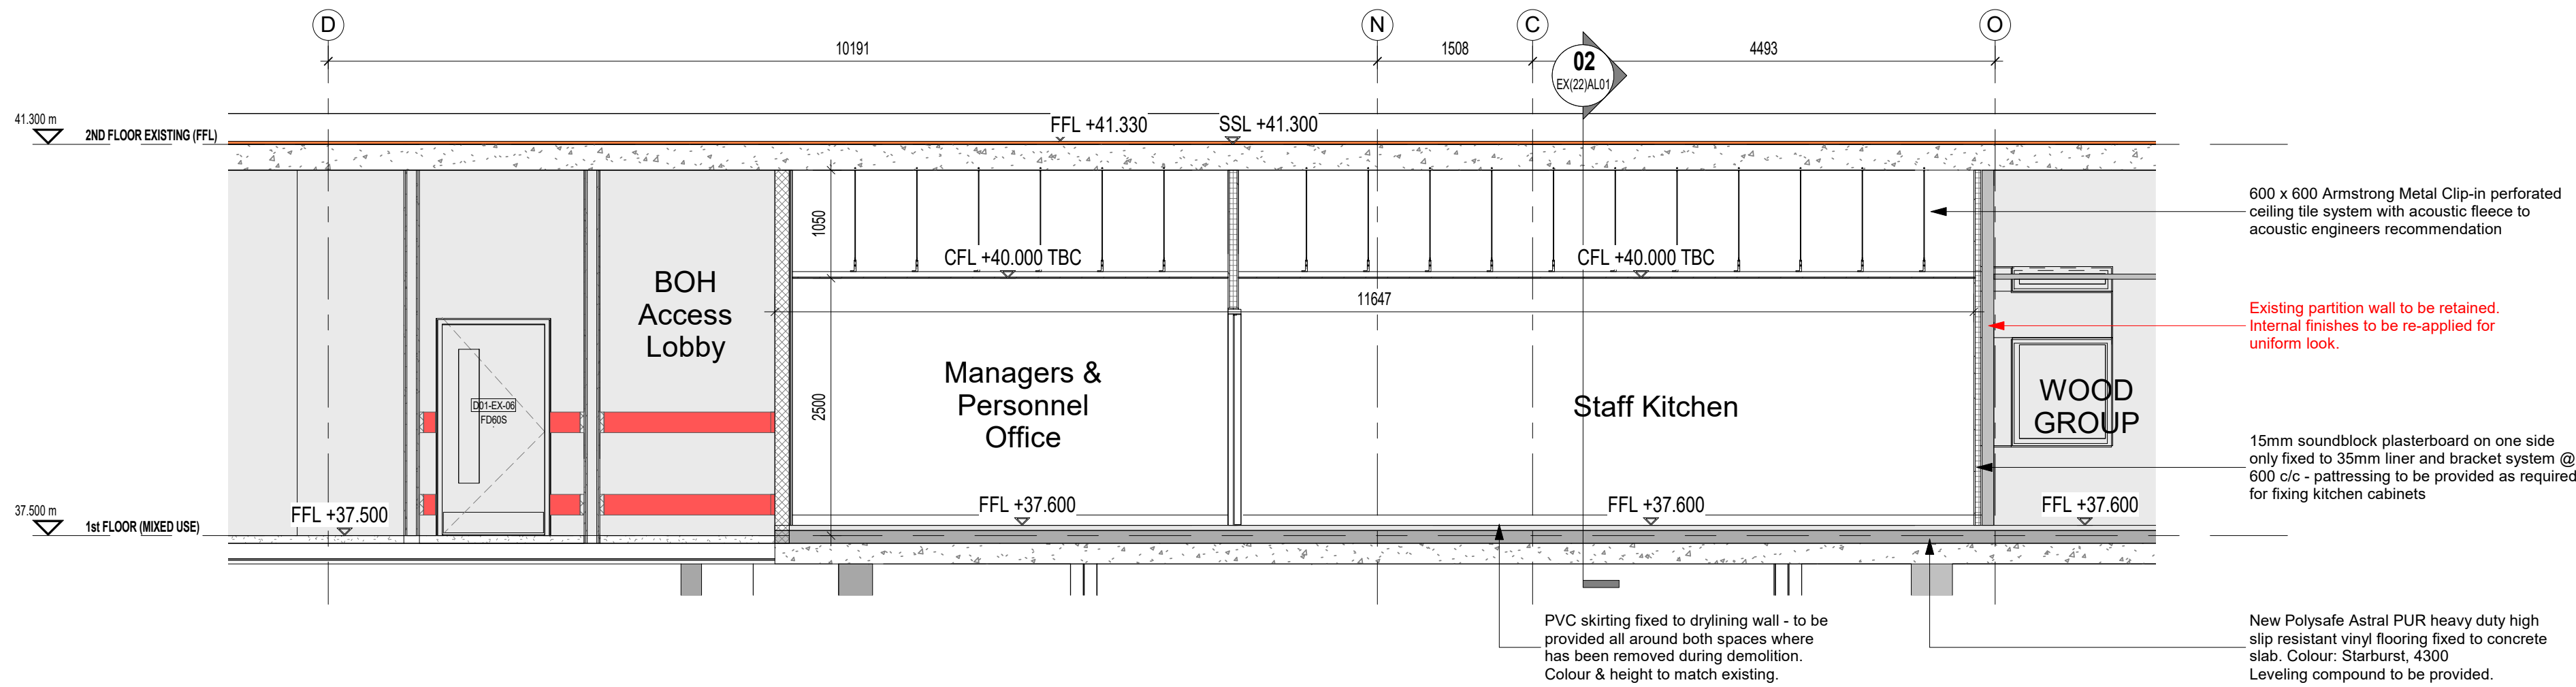 D
N
C
O
10191
1508
4493
02
EX(22)AL01
41.300 m
2ND FLOOR EXISTING (FFL)
FFL +41.330
SSL +41.300
600 x 600 Armstrong Metal Clip-in perforated
ceiling tile system with acoustic fleece to
acoustic engineers recommendation
1050
CFL +40.000 TBC
CFL +40.000 TBC
BOH
Access
Lobby
11647
Existing partition wall to be retained.
Internal finishes to be re-applied for
uniform look.
Managers &
Personnel
Office
2500
Staff Kitchen
WOOD
GROUP
D01-EX-06
FD60S
15mm soundblock plasterboard on one side
only fixed to 35mm liner and bracket system @
600 c/c - pattressing to be provided as required
for fixing kitchen cabinets
37.500 m
1st FLOOR (MIXED USE)
FFL +37.500
FFL +37.600
FFL +37.600
FFL +37.600
PVC skirting fixed to drylining wall - to be
provided all around both spaces where
has been removed during demolition.
Colour & height to match existing.
New Polysafe Astral PUR heavy duty high
slip resistant vinyl flooring fixed to concrete
slab. Colour: Starburst, 4300
Leveling compound to be provided.